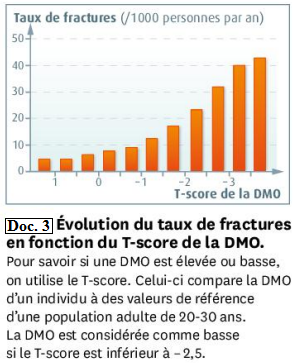 Taux de fractures (/1000 personnes par an)
50
40
30
20
10
0
1 0 –1 –2 –3
T-score de la DMO
Doc. 3 Évolution du taux de fractures
en fonction du T-score de la DMO.
Pour savoir si une DMO est élevée ou basse,
on utilise le T-score. Celui-ci compare la DMO
d'un individu à des valeurs de référence
d'une population adulte de 20-30 ans.
La DMO est considérée comme basse
si le T-score est inférieur à – 2,5.